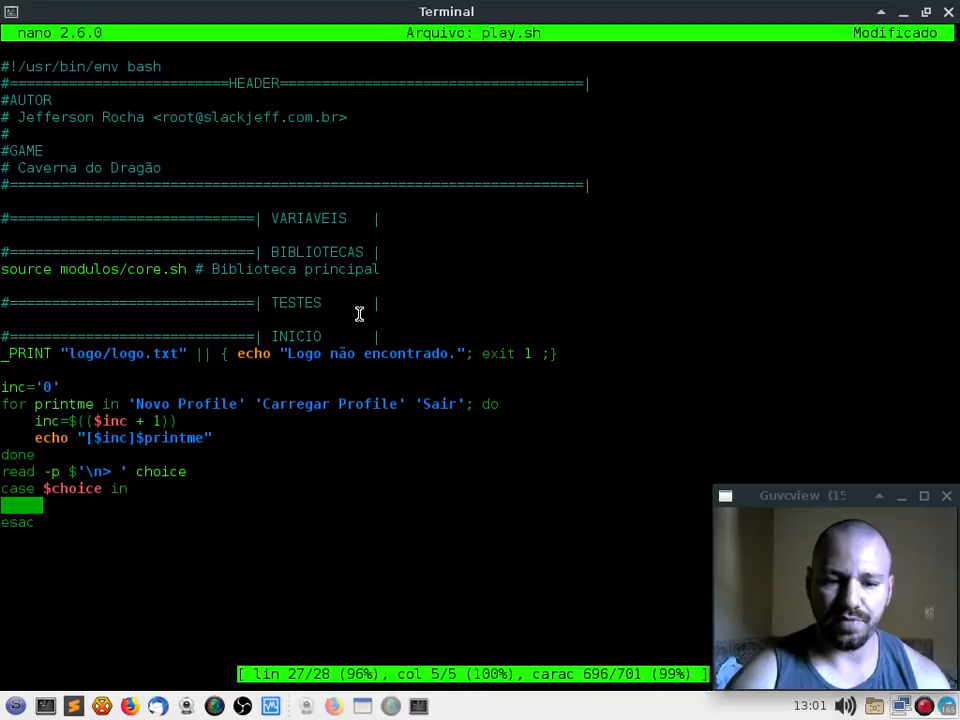 Terminal
nano 2.6.0 Arquivo: play.sh Modificado
#!/usr/bin/env bash
#==========================HEADER====================================|
#AUTOR
# Jefferson Rocha <root@slackjeff.com.br>
#
#GAME
# Caverna do Dragão
#====================================================================|
#=============================| VARIAVEIS |
#=============================| BIBLIOTECAS |
source modulos/core.sh # Biblioteca principal
#=============================| TESTES |
#=============================| INICIO |
_PRINT "logo/logo.txt" || { echo "Logo não encontrado."; exit 1 ;}
inc='0'
for printme in 'Novo Profile' 'Carregar Profile' 'Sair'; do
inc=$(($inc + 1))
echo "[$inc]$printme"
done
read -p $'\n> ' choice
case $choice in
esac
Guvcview (15
[ lin 27/28 (96%), col 5/5 (100%), carac 696/701 (99%) ]
13:01
165